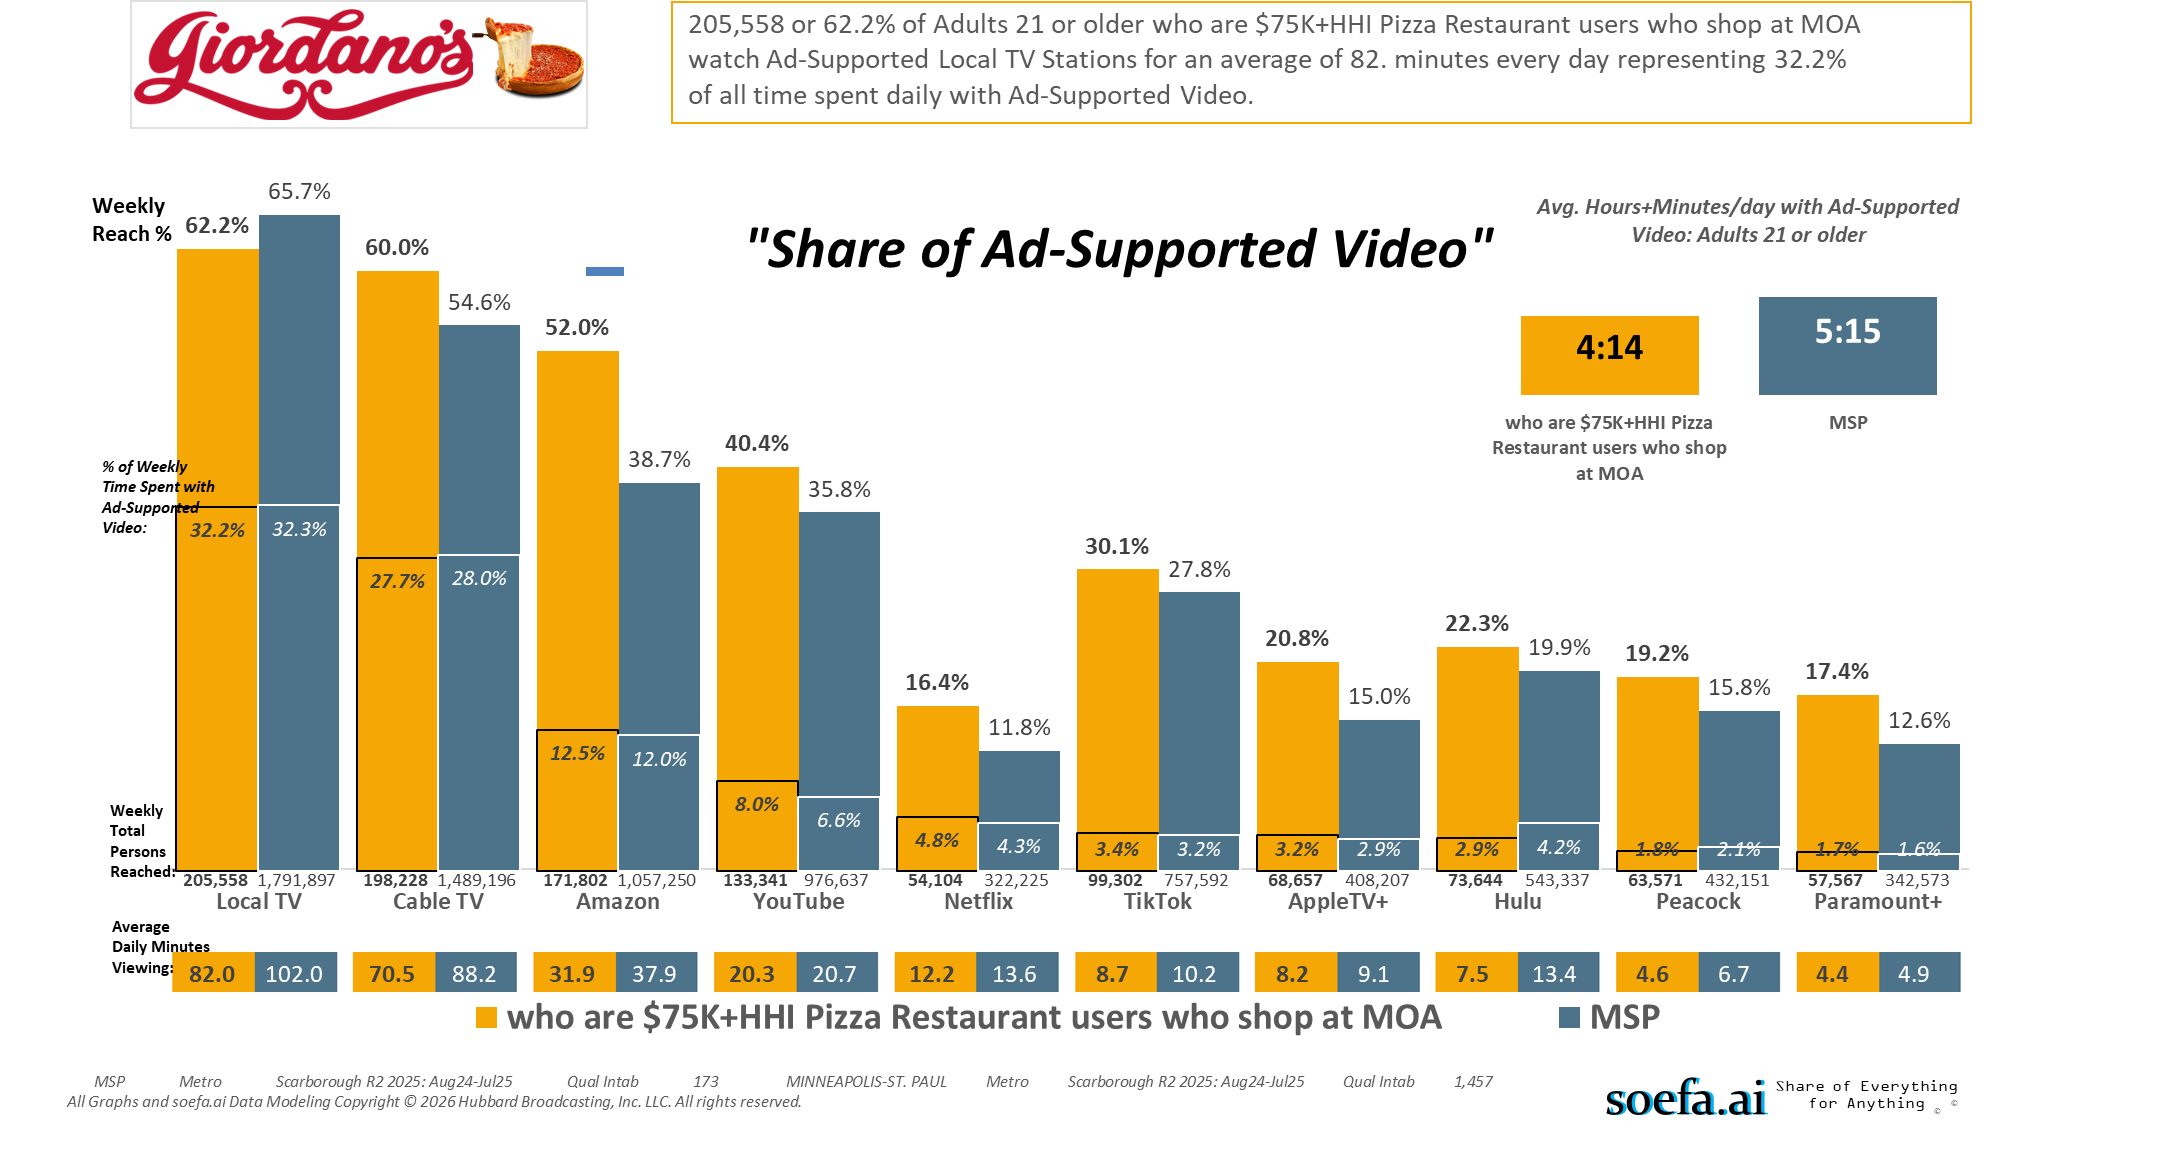 Giordano's
205,558 or 62.2% of Adults 21 or older who are $75K+HHI Pizza Restaurant users who shop at MOA
watch Ad-Supported Local TV Stations for an average of 82. minutes every day representing 32.2%
of all time spent daily with Ad-Supported Video.
Weekly
Reach %
62.2% 65.7% 60.0% 54.6% 52.0% 38.7% 40.4% 35.8% 16.4% 11.8% 30.1% 27.8% 20.8% 15.0% 22.3% 19.9% 19.2% 15.8% 17.4% 12.6%
"Share of Ad-Supported Video"
Avg. Hours+Minutes/day with Ad-Supported
Video: Adults 21 or older
4:14 5:15
who are $75K+HHI Pizza
Restaurant users who shop
at MOA
MSP
% of Weekly
Time Spent with
Ad-Supported
Video:
32.2% 32.3% 27.7% 28.0% 12.5% 12.0% 8.0% 6.6% 4.8% 4.3% 3.4% 3.2% 3.2% 2.9% 2.9% 4.2% 1.8% 2.1% 1.7% 1.6%
Weekly
Total
Persons
Reached:
205,558 1,791,897 198,228 1,489,196 171,802 1,057,250 133,341 976,637 54,104 322,225 99,302 757,592 68,657 408,207 73,644 543,337 63,571 432,151 57,567 342,573
Local TV Cable TV Amazon YouTube Netflix TikTok AppleTV+ Hulu Peacock Paramount+
Average
Daily Minutes
Viewing:
82.0 102.0 70.5 88.2 31.9 37.9 20.3 20.7 12.2 13.6 8.7 10.2 8.2 9.1 7.5 13.4 4.6 6.7 4.4 4.9
who are $75K+HHI Pizza Restaurant users who shop at MOA MSP
MSP Metro Scarborough R2 2025: Aug24-Jul25 Qual Intab 173 MINNEAPOLIS-ST. PAUL Metro Scarborough R2 2025: Aug24-Jul25 Qual Intab 1,457
All Graphs and soefa.ai Data Modeling Copyright © 2026 Hubbard Broadcasting, Inc. LLC. All rights reserved.
soefa.ai
Share of Everything
for Anything © ©